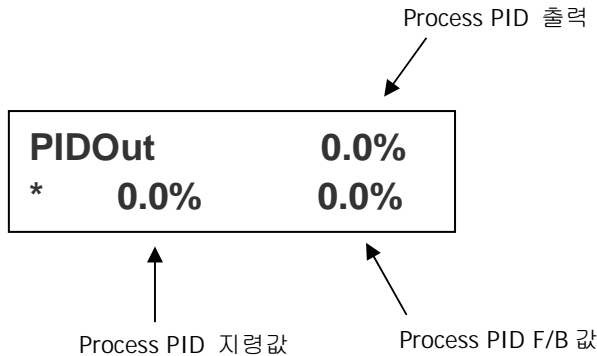 Process PID 출력
PIDOut 0.0%
* 0.0% 0.0%
Process PID 지령값
Process PID F/B 값